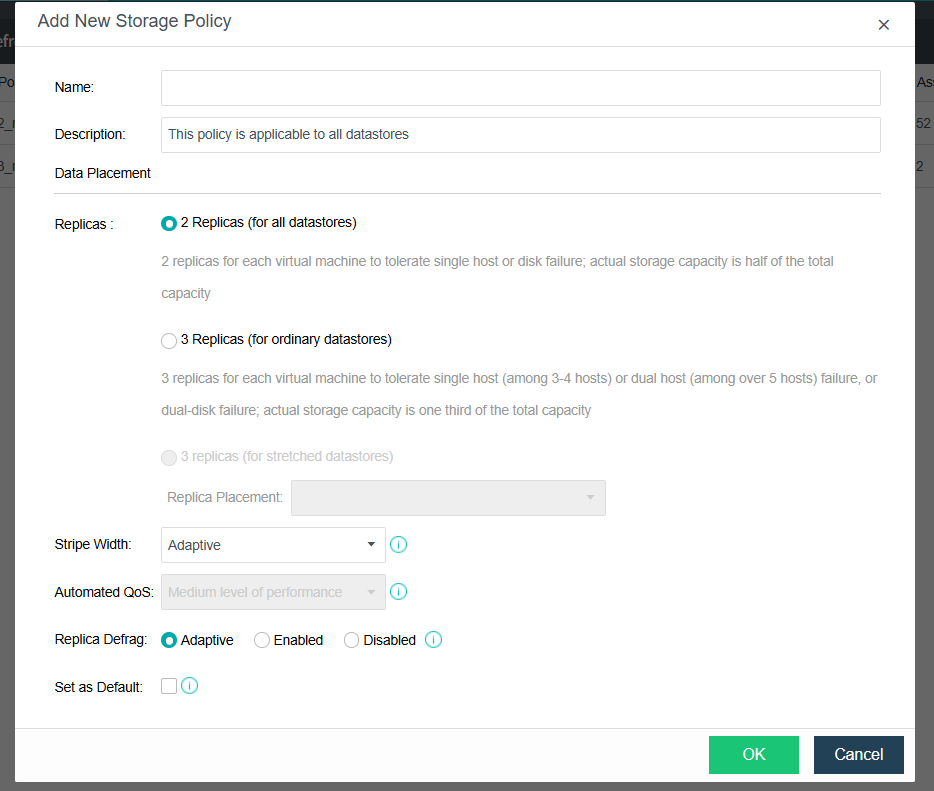 Add New Storage Policy
Name:
Description: This policy is applicable to all datastores
Data Placement
Replicas : 2 Replicas (for all datastores)
2 replicas for each virtual machine to tolerate single host or disk failure; actual storage capacity is half of the total
capacity
3 Replicas (for ordinary datastores)
3 replicas for each virtual machine to tolerate single host (among 3-4 hosts) or dual host (among over 5 hosts) failure, or
dual-disk failure; actual storage capacity is one third of the total capacity
3 replicas (for stretched datastores)
Replica Placement:
Stripe Width: Adaptive
Automated QoS: Medium level of performance
Replica Defrag: Adaptive Enabled Disabled
Set as Default:
OK Cancel
52
2